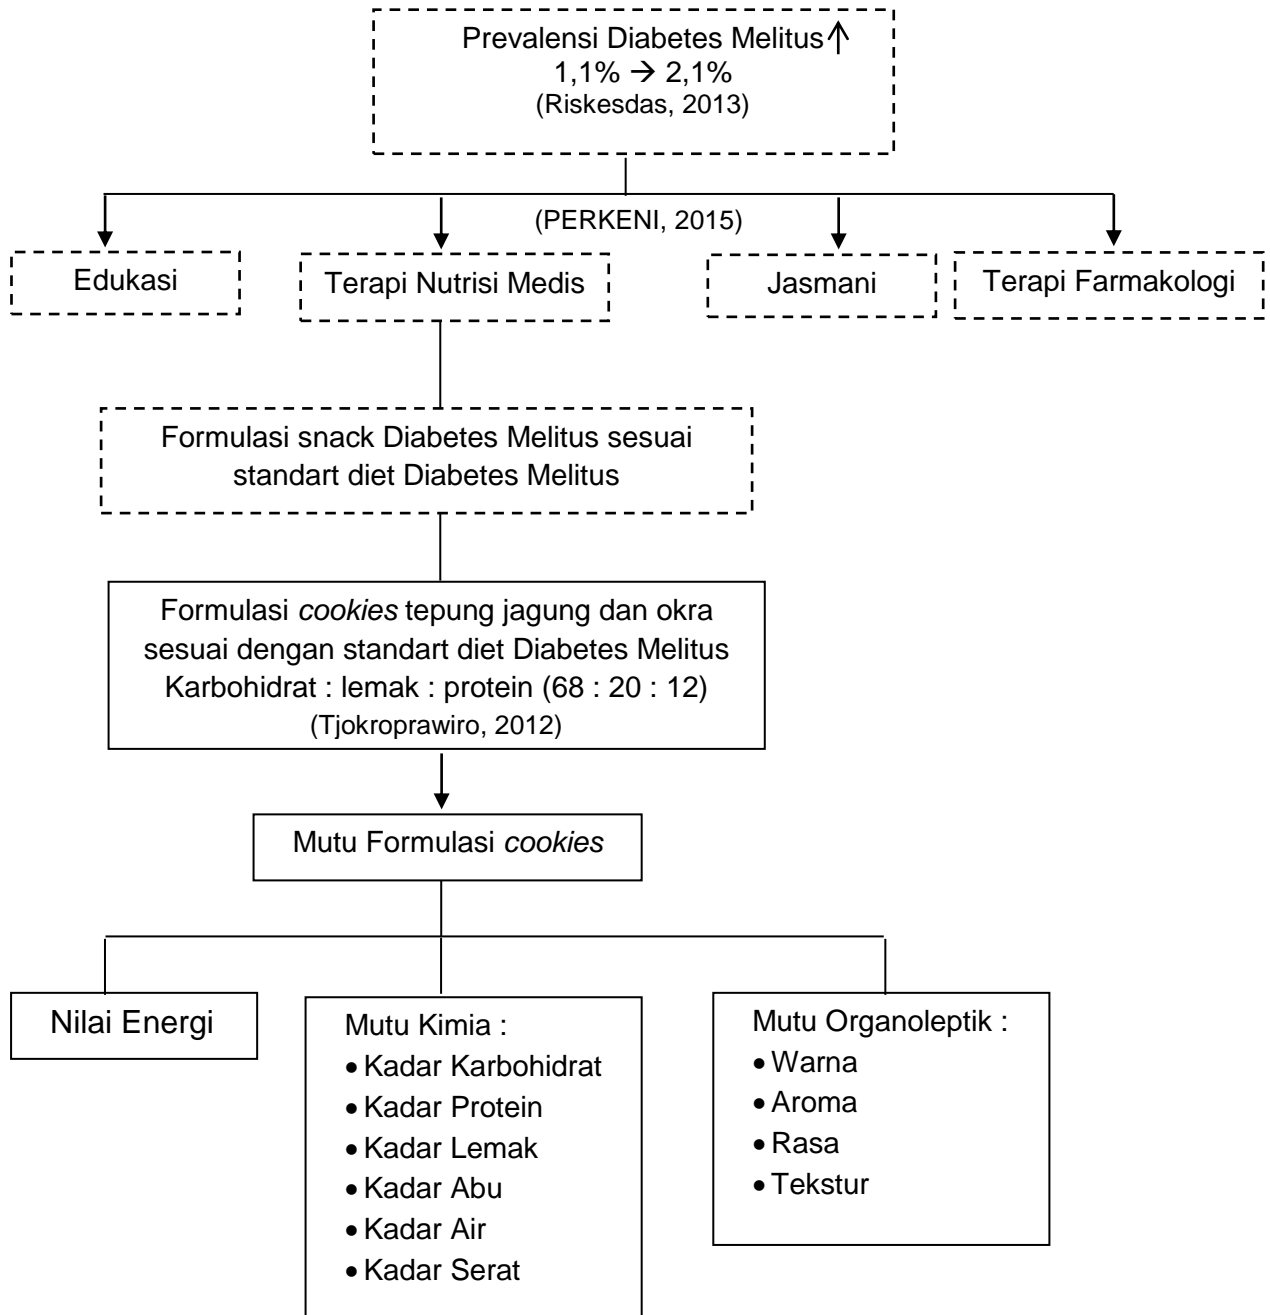 Prevalensi Diabetes Melitus↑
1,1% → 2,1%
(Riskesdas, 2013)
(PERKENI, 2015)
Edukasi
Terapi Nutrisi Medis
Jasmani
Terapi Farmakologi
Formulasi snack Diabetes Melitus sesuai
standart diet Diabetes Melitus
Formulasi cookies tepung jagung dan okra
sesuai dengan standart diet Diabetes Melitus
Karbohidrat : lemak : protein (68 : 20 : 12)
(Tjokroprawiro, 2012)
Mutu Formulasi cookies
Nilai Energi
Mutu Kimia :
• Kadar Karbohidrat
• Kadar Protein
• Kadar Lemak
• Kadar Abu
• Kadar Air
• Kadar Serat
Mutu Organoleptik :
• Warna
• Aroma
• Rasa
• Tekstur